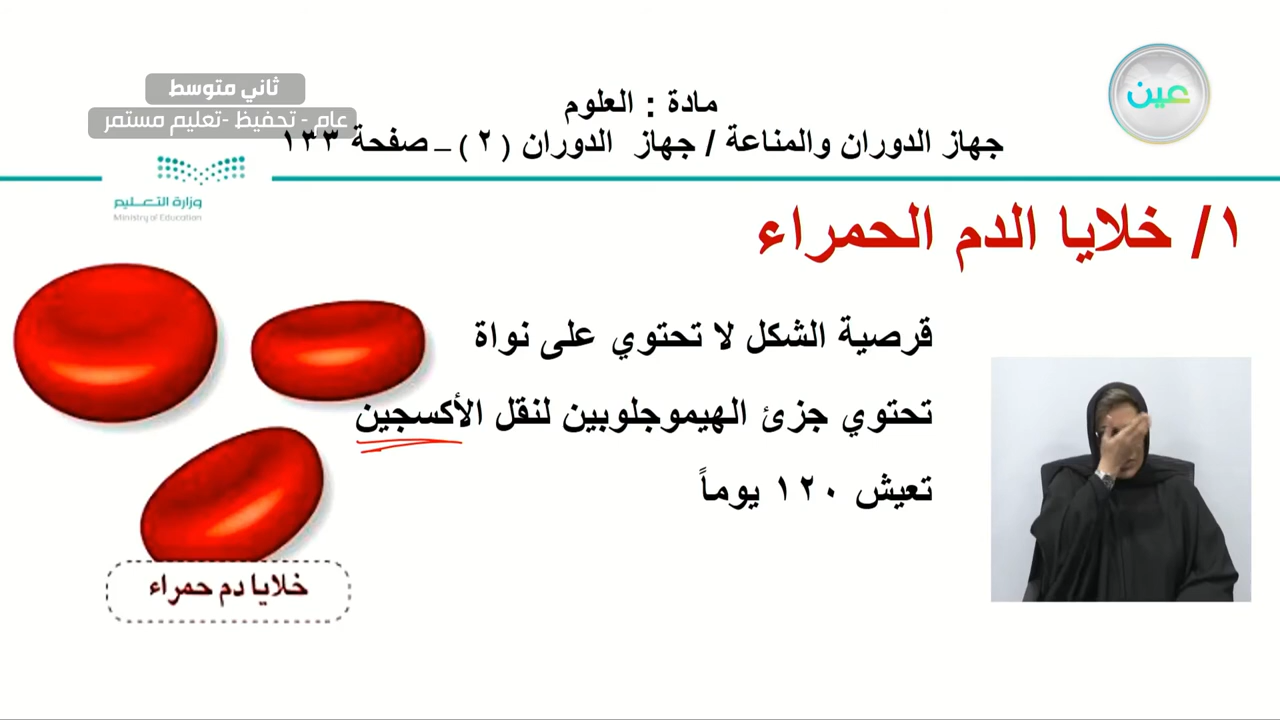 عين
ثاني متوسط
عام - تحفيظ -تعليم مستمر
مادة : العلوم
جهاز الدوران والمناعة / جهاز الدوران ( ٢ ) – صفحة ١٣٣
وزارة التعـليم
Ministry of Education
١/ خلايا الدم الحمراء
قرصية الشكل لا تحتوي على نواة
تحتوي جزئ الهيموجلوبين لنقل الأكسجين
تعيش ١٢٠ يوماً
خلايا دم حمراء